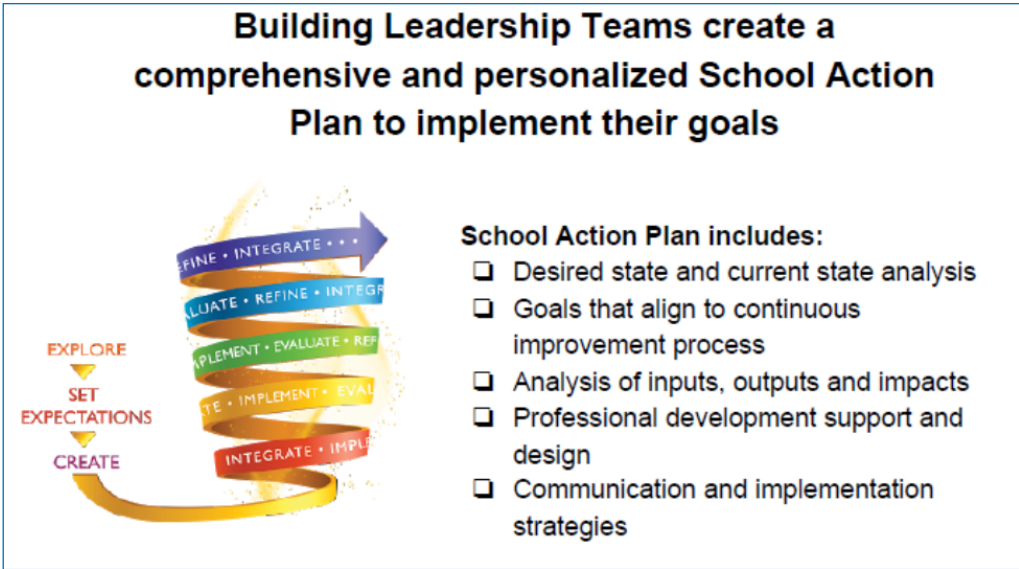 Building Leadership Teams create a
comprehensive and personalized School Action
Plan to implement their goals
EFINE • INTEGRATE • • •
LUATE • REFINE • INTEGR
PLEMENT • EVALUATE • REF
TE • IMPLEMENT • EVAL
INTEGRATE • IMPLE
EXPLORE
SET
EXPECTATIONS
CREATE
School Action Plan includes:
❑ Desired state and current state analysis
❑ Goals that align to continuous
improvement process
❑ Analysis of inputs, outputs and impacts
❑ Professional development support and
design
❑ Communication and implementation
strategies